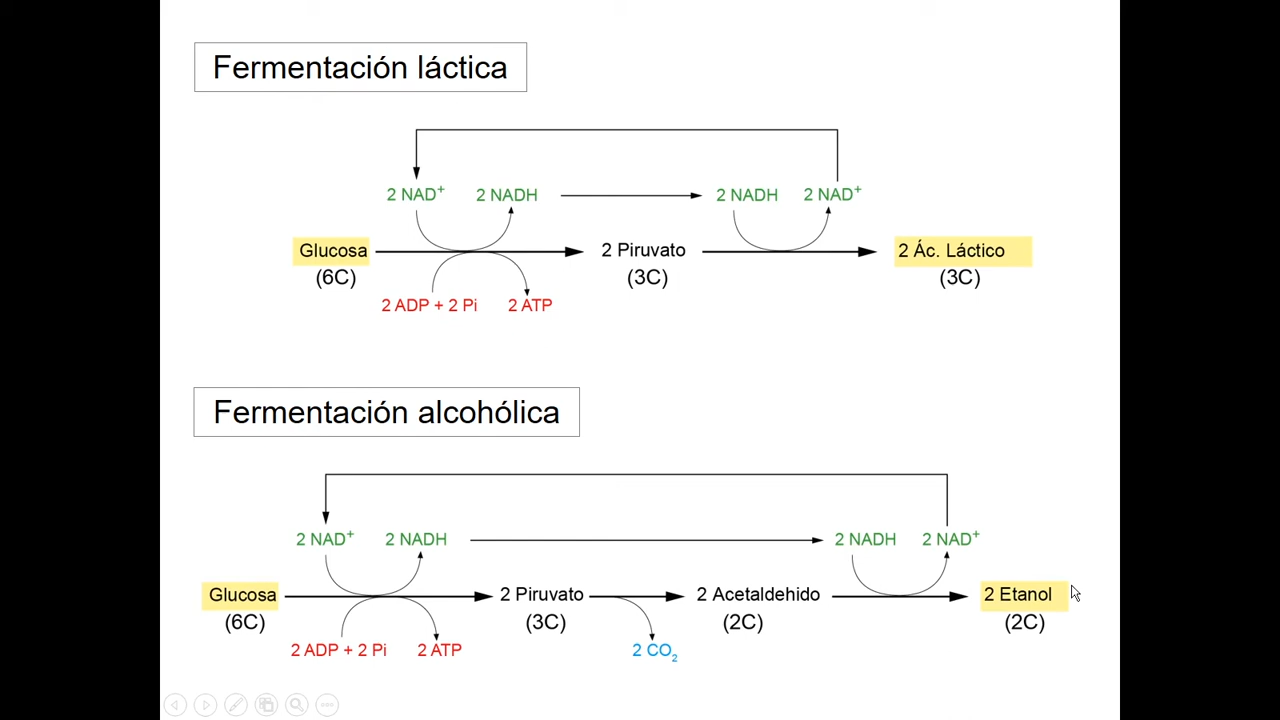 Fermentación láctica
2 NAD⁺ 2 NADH 2 NADH 2 NAD⁺
Glucosa 2 Piruvato 2 Ác. Láctico
(6C) (3C) (3C)
2 ADP + 2 Pi 2 ATP
Fermentación alcohólica
2 NAD⁺ 2 NADH 2 NADH 2 NAD⁺
Glucosa 2 Piruvato 2 Acetaldehido 2 Etanol
(6C) (3C) (2C) (2C)
2 ADP + 2 Pi 2 ATP 2 CO₂